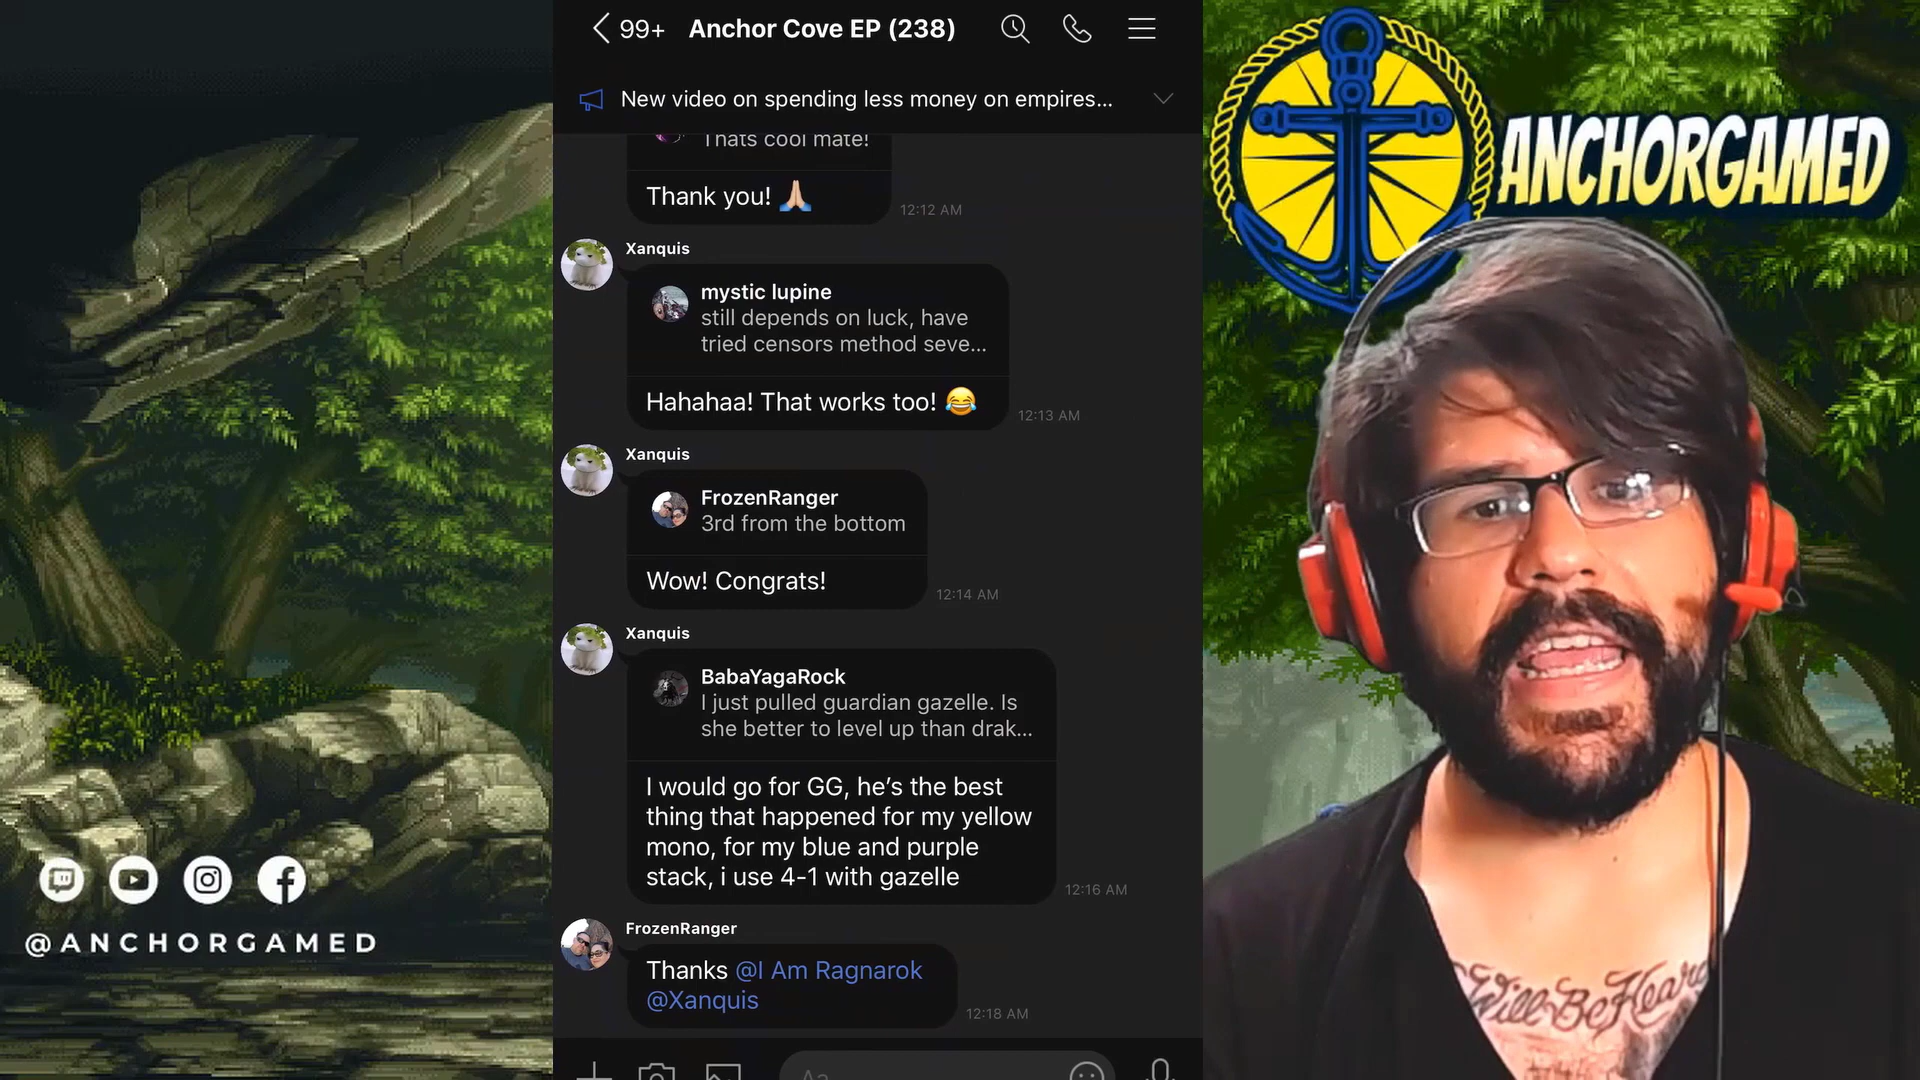 99+
Anchor Cove EP (238)
New video on spending less money on empires...
Thats cool mate!
Thank you! 🙏
12:12 AM
Xanquis
mystic lupine
still depends on luck, have
tried censors method seve...
Hahahaa! That works too! 😂
12:13 AM
Xanquis
FrozenRanger
3rd from the bottom
Wow! Congrats!
12:14 AM
Xanquis
BabaYagaRock
I just pulled guardian gazelle. Is
she better to level up than drak...
I would go for GG, he's the best
thing that happened for my yellow
mono, for my blue and purple
stack, i use 4-1 with gazelle
12:16 AM
FrozenRanger
Thanks @I Am Ragnarok
@Xanquis
12:18 AM
Aa
@ANCHORGAMED
ANCHORGAMED
Will Be Heard